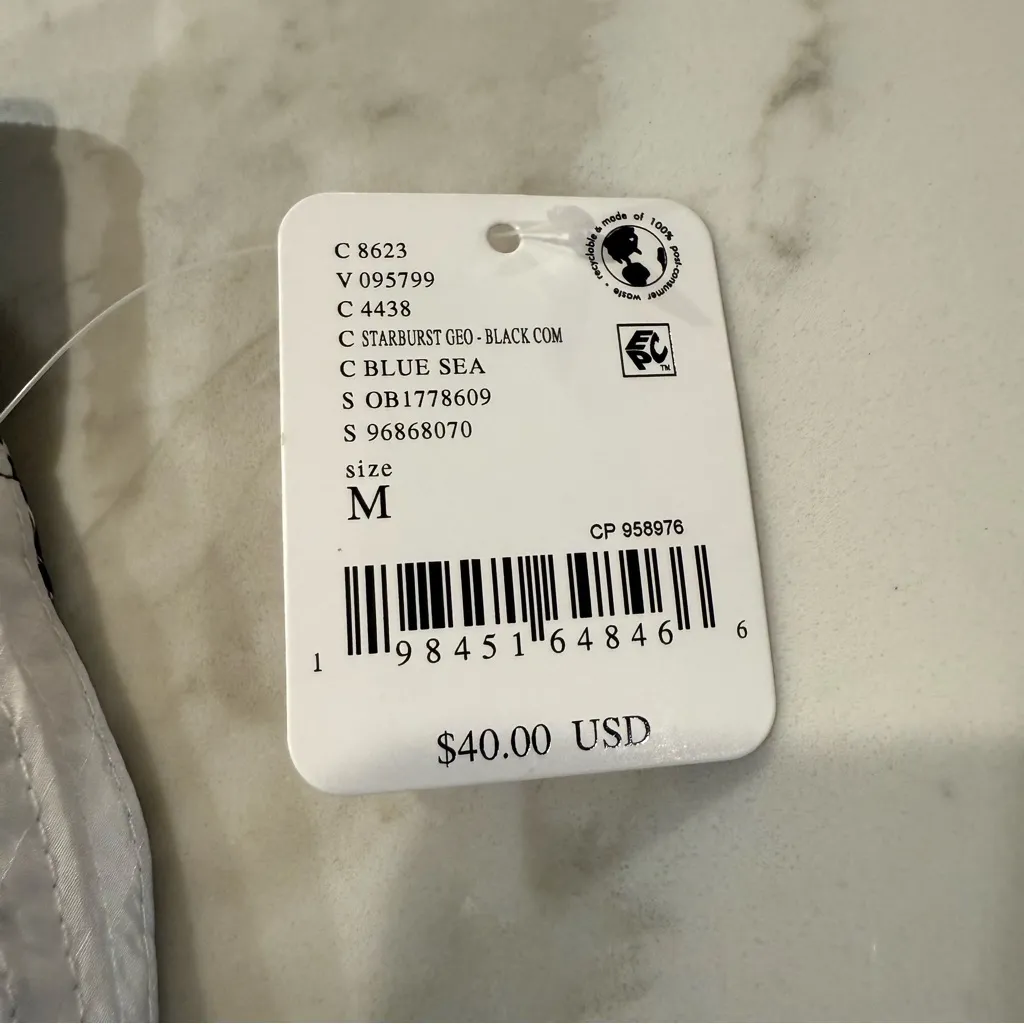 C 8623
V 095799
C 4438
C STARBURST GEO - BLACK COM
C BLUE SEA
S OB1778609
S 96868070
size
M
recyclable & made of 100% post-consumer waste •
EPC TM
CP 958976
1 98451 64846 6
$40.00 USD